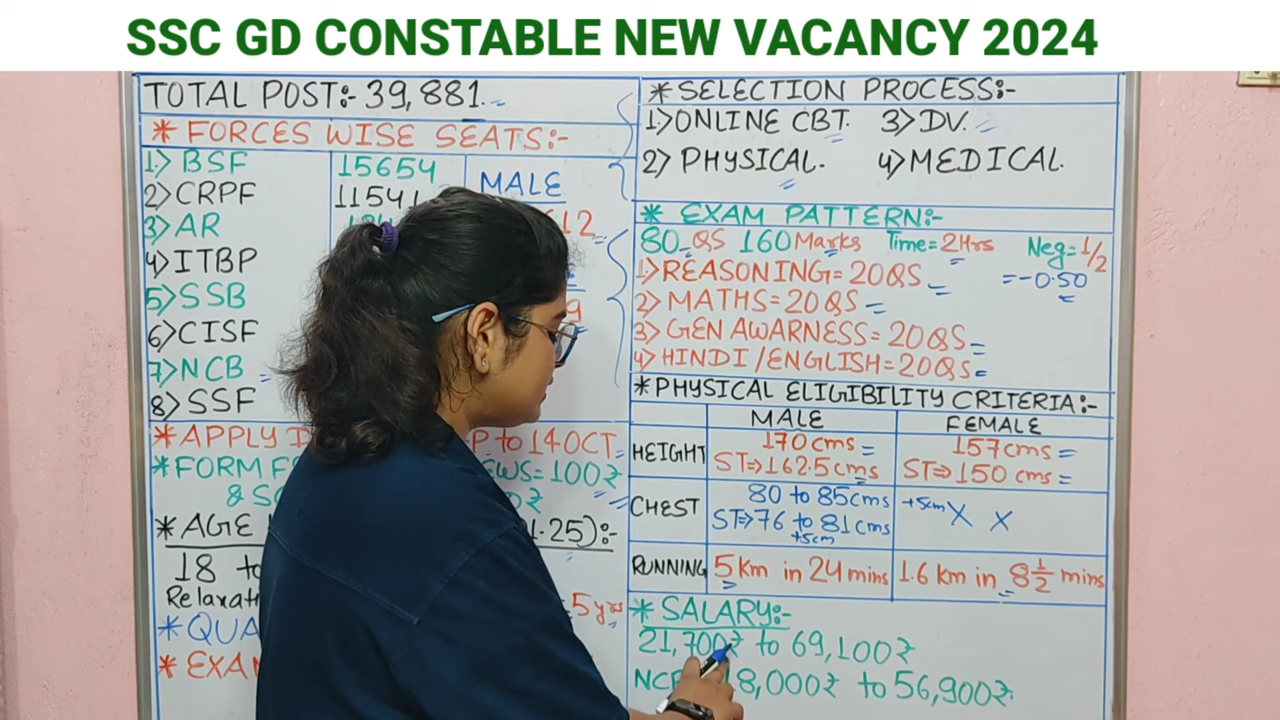 SSC GD CONSTABLE NEW VACANCY 2024
TOTAL POST:- 39,881.
* FORCES WISE SEATS:-
1.> BSF 15654
MALE
2> CRPF 11541
3> AR
612
4> ITBP
5> SSB
9
6> CISF
7> NCB
8> SSF
*APPLY P to 14 OCT
*FORM EWS = 100₹
*AGE 1.25):-
18 to
5 yrs
* SELECTION PROCESS:-
1> ONLINE CBT. 3> DV.
2> PHYSICAL. 4> MEDICAL.
* EXAM PATTERN:-
80 QS 160 Marks Time = 2 Hrs Neg = 1/2
1> REASONING = 20 QS = -0.50
2> MATHS = 20 QS
3> GEN AWARNESS = 20 QS
4> HINDI / ENGLISH = 20 QS
* PHYSICAL ELIGIBILITY CRITERIA:-
MALE FEMALE
HEIGHT 170 cms 157 cms
ST⇒ 162.5 cms ST⇒ 150 cms
CHEST 80 to 85 cms +5cm X X
ST⇒ 76 to 81 cms
+5cm
RUNNING 5 Km in 24 mins 1.6 km in 8 1/2 mins
* SALARY:-
21,700₹ to 69,100₹
8,000₹ to 56,900₹.